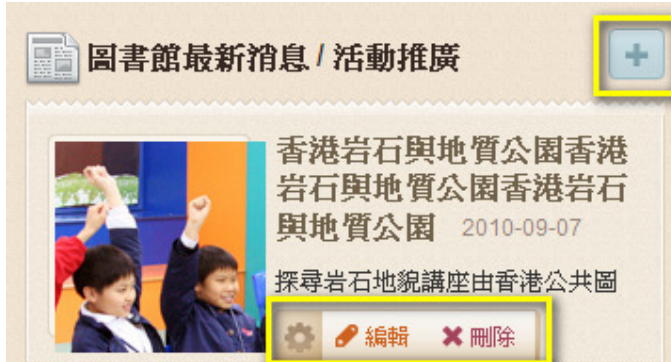 圖書館最新消息 / 活動推廣
香港岩石與地質公園香港
岩石與地質公園香港岩石
與地質公園 2010-09-07
探尋岩石地貌講座由香港公共圖
編輯 刪除